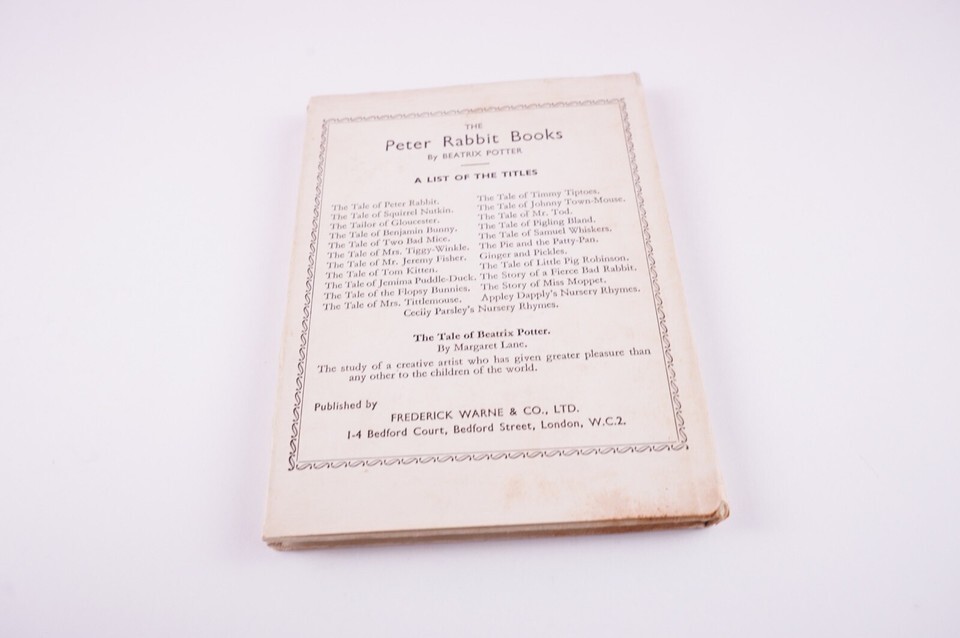 THE
Peter Rabbit Books
By BEATRIX POTTER
A LIST OF THE TITLES
The Tale of Peter Rabbit.
The Tale of Squirrel Nutkin.
The Tailor of Gloucester.
The Tale of Benjamin Bunny.
The Tale of Two Bad Mice.
The Tale of Mrs. Tiggy-Winkle.
The Tale of Mr. Jeremy Fisher.
The Tale of Tom Kitten.
The Tale of Jemima Puddle-Duck.
The Tale of the Flopsy Bunnies.
The Tale of Mrs. Tittlemouse.
The Tale of Timmy Tiptoes.
The Tale of Johnny Town-Mouse.
The Tale of Mr. Tod.
The Tale of Pigling Bland.
The Tale of Samuel Whiskers.
The Pie and the Patty-Pan.
Ginger and Pickles.
The Tale of Little Pig Robinson.
The Story of a Fierce Bad Rabbit.
The Story of Miss Moppet.
Appley Dapply's Nursery Rhymes.
Cecily Parsley's Nursery Rhymes.
The Tale of Beatrix Potter.
By Margaret Lane.
The study of a creative artist who has given greater pleasure than
any other to the children of the world.
Published by
FREDERICK WARNE & CO., LTD.
1-4 Bedford Court, Bedford Street, London, W.C.2.